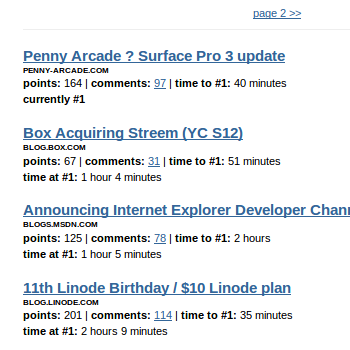 page 2 >>
Penny Arcade ? Surface Pro 3 update
PENNY-ARCADE.COM
points: 164 | comments: 97 | time to #1: 40 minutes
currently #1
Box Acquiring Streem (YC S12)
BLOG.BOX.COM
points: 67 | comments: 31 | time to #1: 51 minutes
time at #1: 1 hour 4 minutes
Announcing Internet Explorer Developer Chann
BLOGS.MSDN.COM
points: 125 | comments: 78 | time to #1: 2 hours
time at #1: 1 hour 5 minutes
11th Linode Birthday / $10 Linode plan
BLOG.LINODE.COM
points: 201 | comments: 114 | time to #1: 35 minutes
time at #1: 2 hours 9 minutes